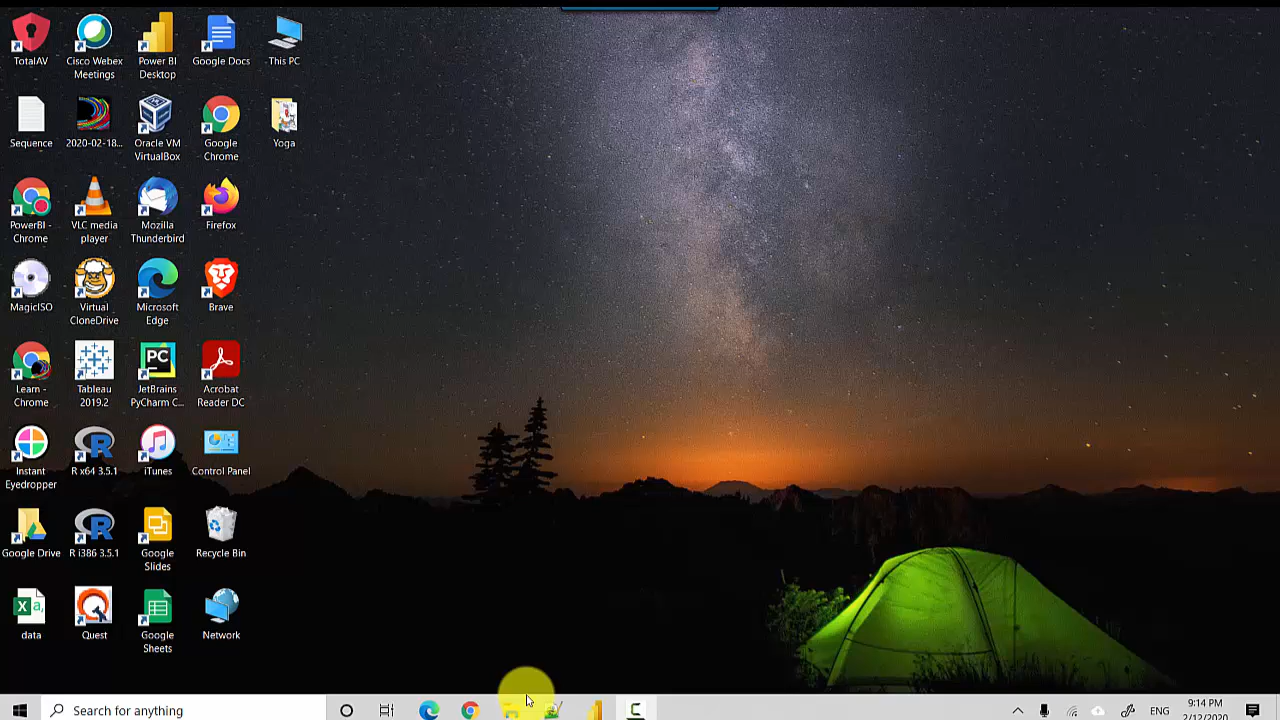 TotalAV
Cisco Webex
Meetings
Power BI
Desktop
Google Docs
This PC
Sequence
2020-02-18...
Oracle VM
VirtualBox
Google
Chrome
Yoga
PowerBI -
Chrome
VLC media
player
Mozilla
Thunderbird
Firefox
MagicISO
Virtual
CloneDrive
Microsoft
Edge
Brave
Learn -
Chrome
Tableau
2019.2
PC
JetBrains
PyCharm C...
Acrobat
Reader DC
Instant
Eyedropper
R x64 3.5.1
iTunes
Control Panel
Google Drive
R i386 3.5.1
Google
Slides
Recycle Bin
data
Quest
Google
Sheets
Network
Search for anything
ENG
9:14 PM